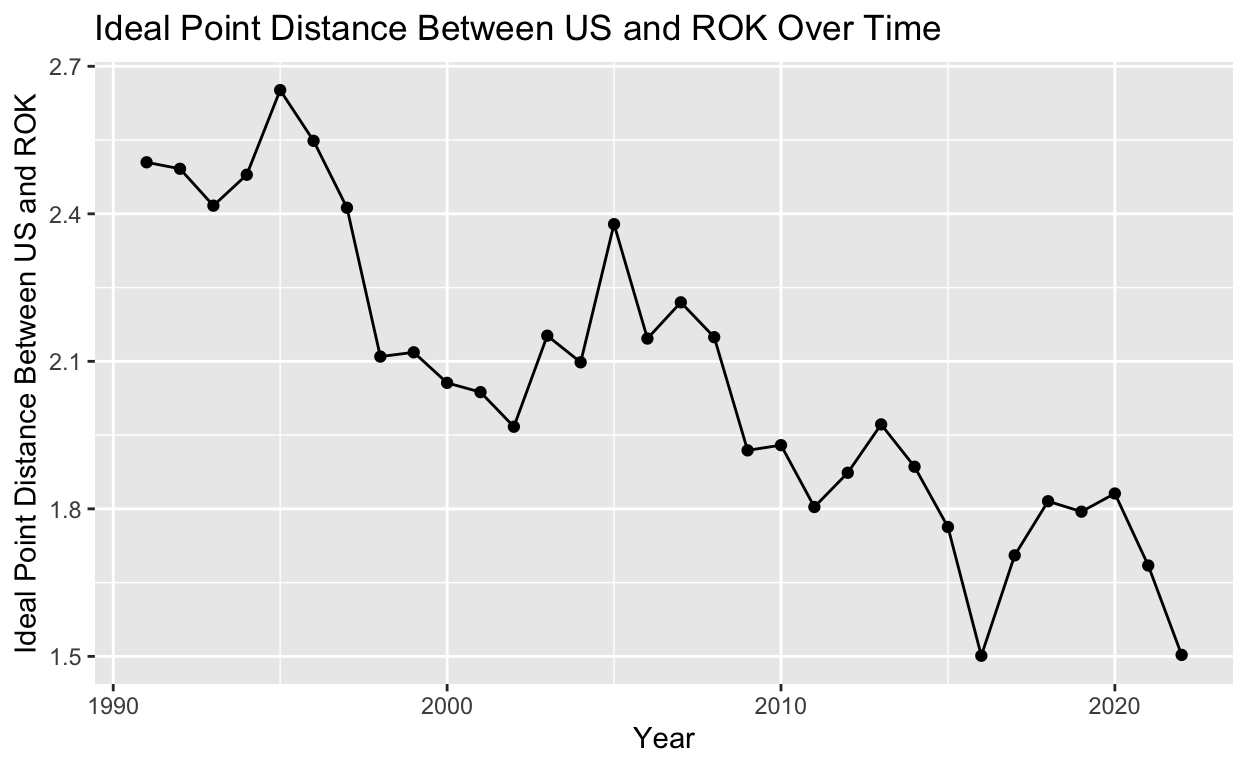 Ideal Point Distance Between US and ROK Over Time
Ideal Point Distance Between US and ROK
2.7
2.4
2.1
1.8
1.5
1990 2000 2010 2020
Year